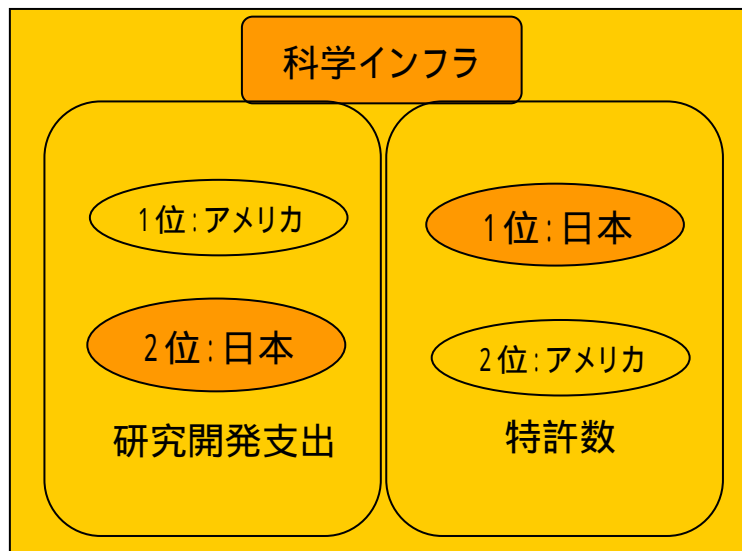 科学インフラ
1位:アメリカ
2位:日本
研究開発支出
1位:日本
2位:アメリカ
特許数